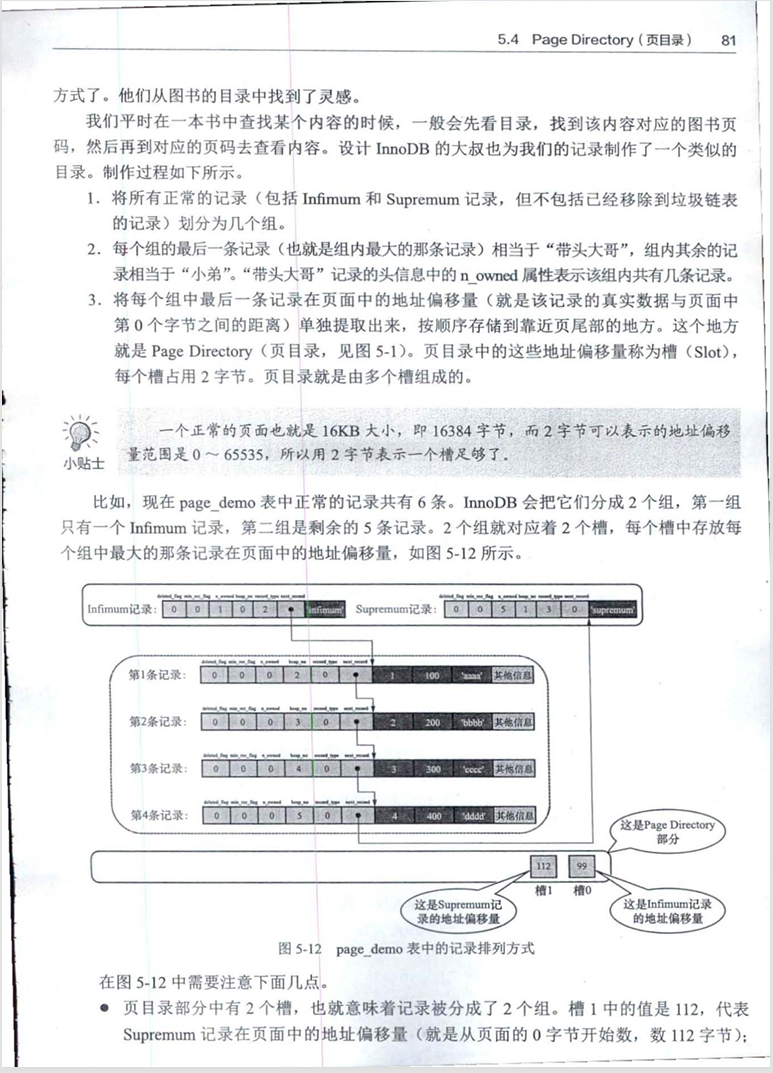 5.4 Page Directory（页目录） 81
方式了。他们从图书的目录中找到了灵感。
我们平时在一本书中查找某个内容的时候，一般会先看目录，找到该内容对应的图书页
码，然后再到对应的页码去查看内容。设计 InnoDB 的大叔也为我们的记录制作了一个类似的
目录。制作过程如下所示。
1. 将所有正常的记录（包括 Infimum 和 Supremum 记录，但不包括已经移除到垃圾链表
的记录）划分为几个组。
2. 每个组的最后一条记录（也就是组内最大的那条记录）相当于“带头大哥”，组内其余的记
录相当于“小弟”。“带头大哥”记录的头信息中的 n_owned 属性表示该组内共有几条记录。
3. 将每个组中最后一条记录在页面中的地址偏移量（就是该记录的真实数据与页面中
第 0 个字节之间的距离）单独提取出来，按顺序存储到靠近页尾部的地方。这个地方
就是 Page Directory（页目录，见图 5-1）。页目录中的这些地址偏移量称为槽（Slot），
每个槽占用 2 字节。页目录就是由多个槽组成的。
一个正常的页面也就是 16KB 大小，即 16384 字节，而 2 字节可以表示的地址偏移
小贴士 量范围是 0 ～ 65535，所以用 2 字节表示一个槽足够了。
比如，现在 page_demo 表中正常的记录共有 6 条。InnoDB 会把它们分成 2 个组，第一组
只有一个 Infimum 记录，第二组是剩余的 5 条记录。2 个组就对应着 2 个槽，每个槽中存放每
个组中最大的那条记录在页面中的地址偏移量，如图 5-12 所示。
deleted_flag min_rec_flag n_owned heap_no record_type next_record deleted_flag min_rec_flag n_owned heap_no record_type next_record
Infimum记录： 0 0 1 0 2 'infimum' Supremum记录： 0 0 5 1 3 0 'supremum'
deleted_flag min_rec_flag n_owned heap_no record_type next_record
第1条记录： 0 0 0 2 0 1 100 'aaaa' 其他信息
deleted_flag min_rec_flag n_owned heap_no record_type next_record
第2条记录： 0 0 0 3 0 2 200 'bbbb' 其他信息
deleted_flag min_rec_flag n_owned heap_no record_type next_record
第3条记录： 0 0 0 4 0 3 300 'cccc' 其他信息
deleted_flag min_rec_flag n_owned heap_no record_type next_record
第4条记录： 0 0 0 5 0 4 400 'dddd' 其他信息
这是Page Directory
部分
112 99
槽1 槽0
这是Supremum记
录的地址偏移量
这是Infimum记录
的地址偏移量
图 5-12 page_demo 表中的记录排列方式
在图 5-12 中需要注意下面几点。
● 页目录部分中有 2 个槽，也就意味着记录被分成了 2 个组。槽 1 中的值是 112，代表
Supremum 记录在页面中的地址偏移量（就是从页面的 0 字节开始数，数 112 字节）；